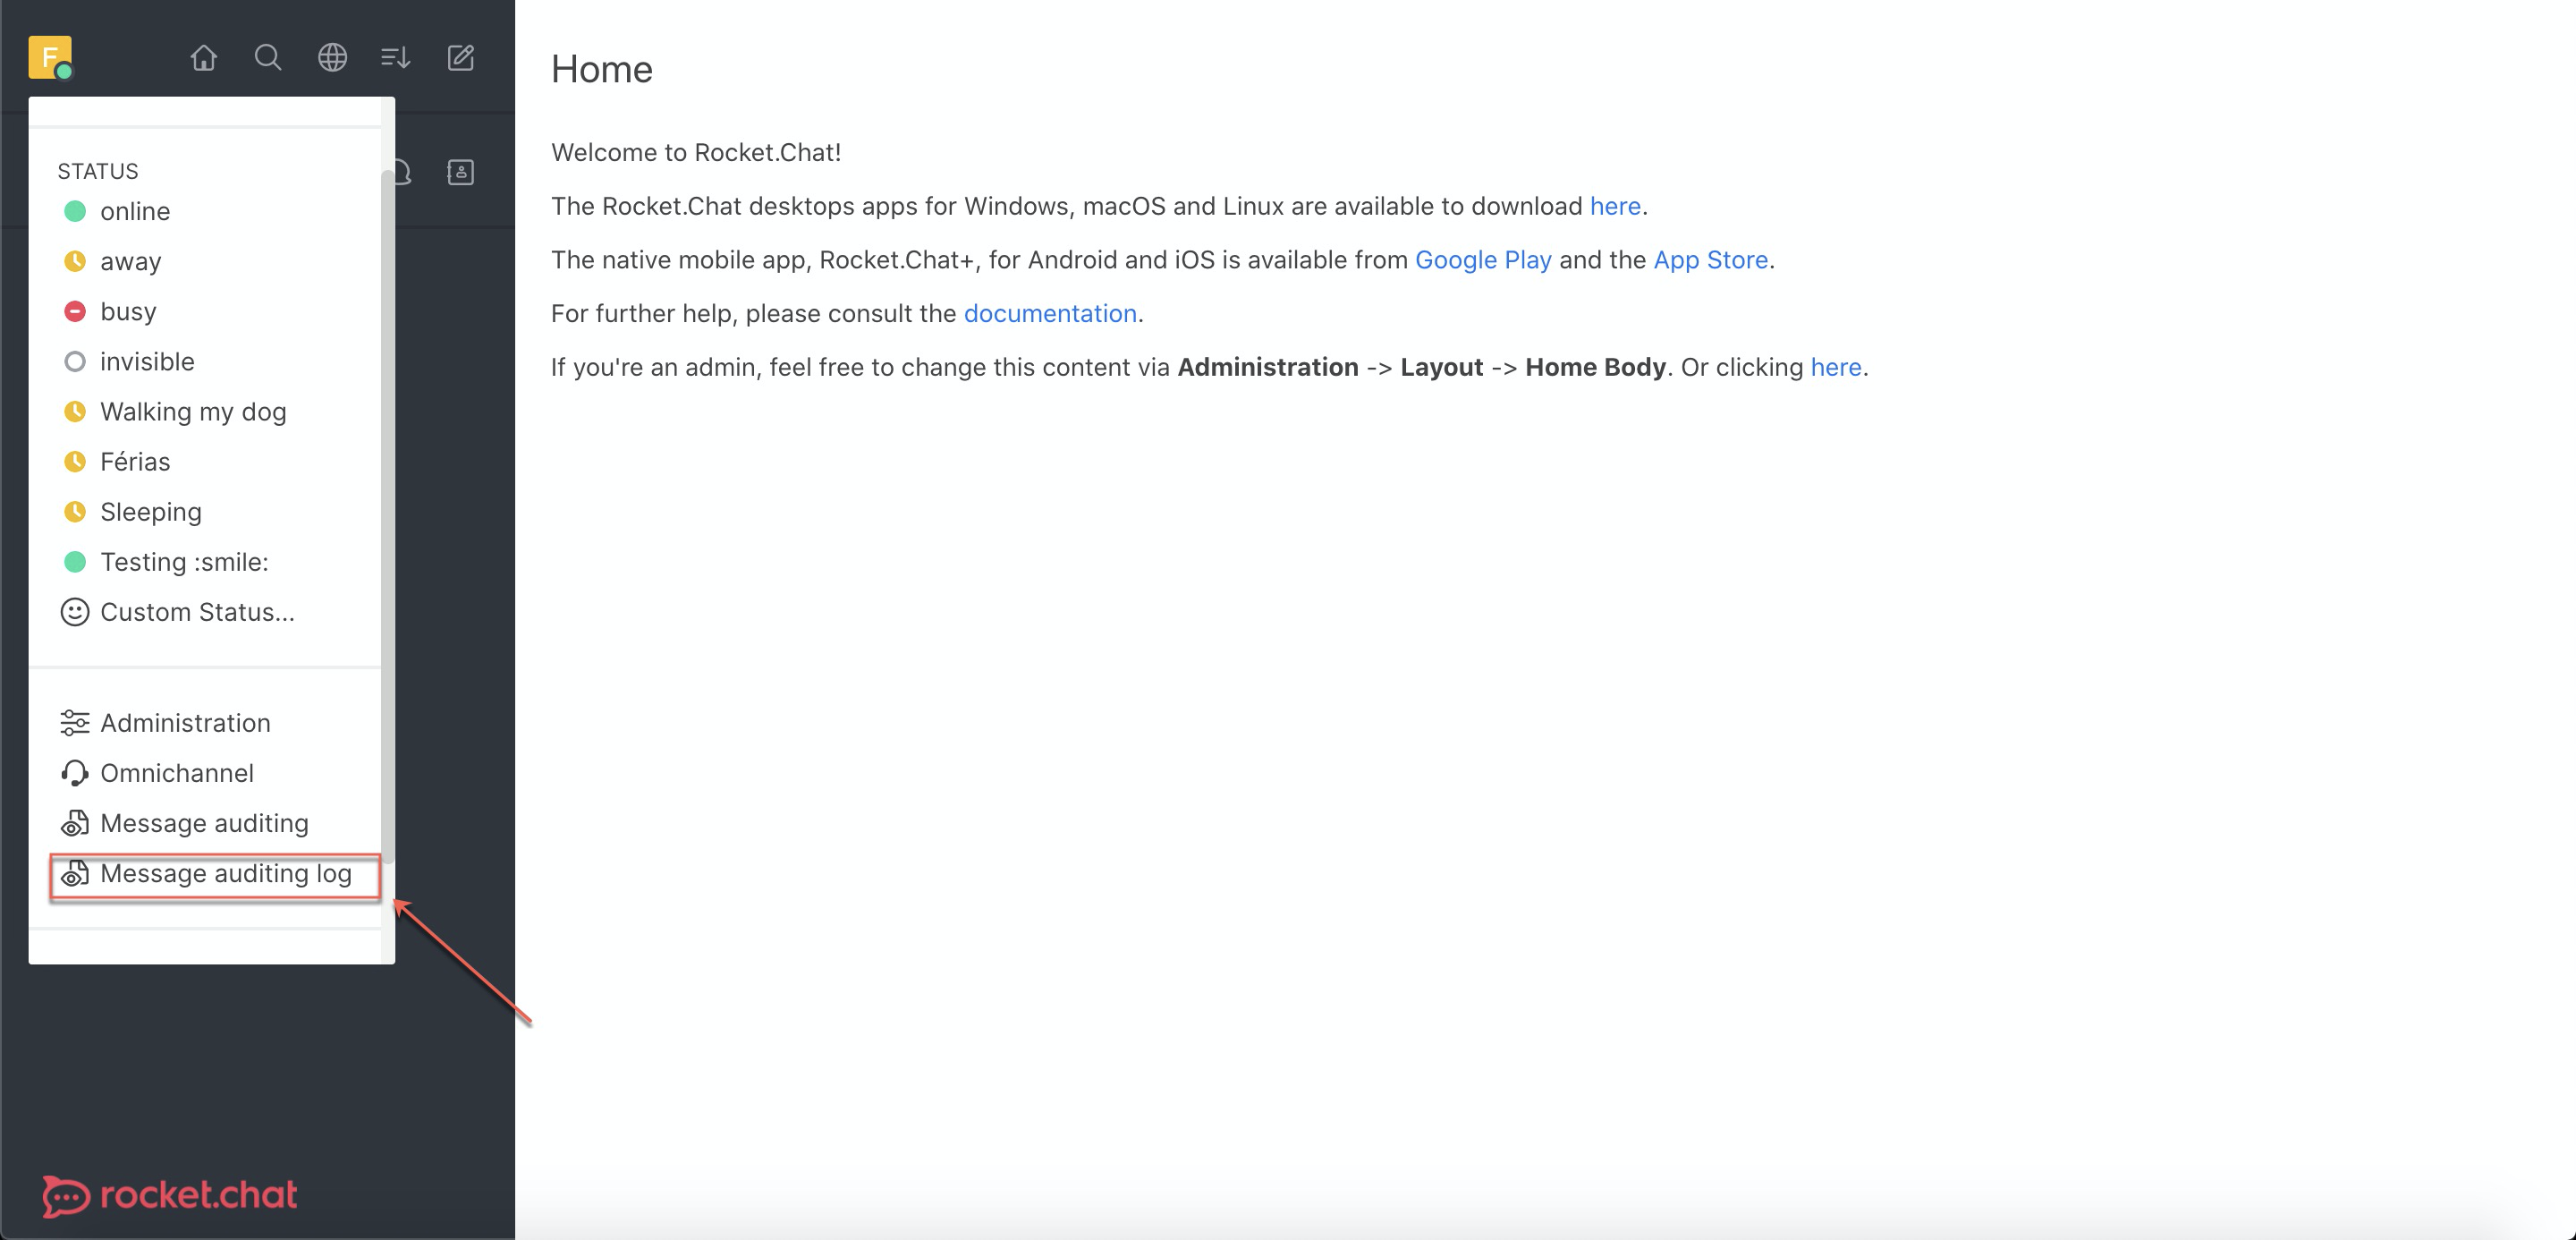 F
STATUS
online
away
busy
invisible
Walking my dog
Férias
Sleeping
Testing :smile:
Custom Status...
Administration
Omnichannel
Message auditing
Message auditing log
rocket.chat
Home
Welcome to Rocket.Chat!
The Rocket.Chat desktops apps for Windows, macOS and Linux are available to download here.
The native mobile app, Rocket.Chat+, for Android and iOS is available from Google Play and the App Store.
For further help, please consult the documentation.
If you're an admin, feel free to change this content via Administration -> Layout -> Home Body. Or clicking here.